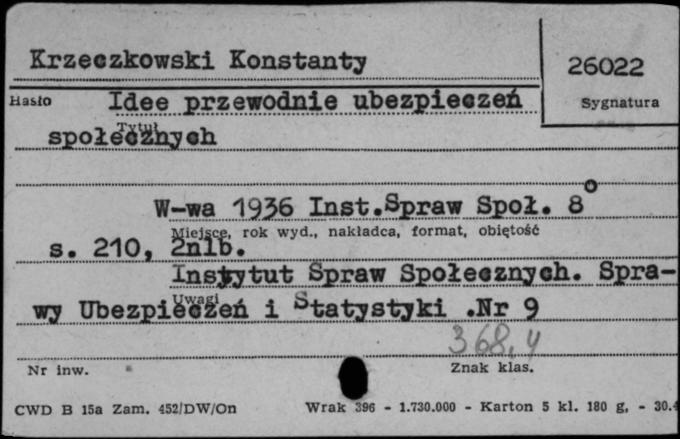 Krzeczkowski Konstanty
26022
Hasło
Idee przewodnie ubezpieczeń
Sygnatura
Tytuł
społecznych
W-wa 1936 Inst.Spraw Społ. 8°
Miejsce, rok wyd., nakładca, format, objętość
s. 210, 2nlb.
Instytut Spraw Społecznych. Spra-
Uwagi
wy Ubezpieczeń i Statystyki .Nr 9
368,4
Nr inw.
Znak klas.
CWD B 15a Zam. 452/DW/On
Wrak 396 - 1.730.000 - Karton 5 kl. 180 g, - 30.4